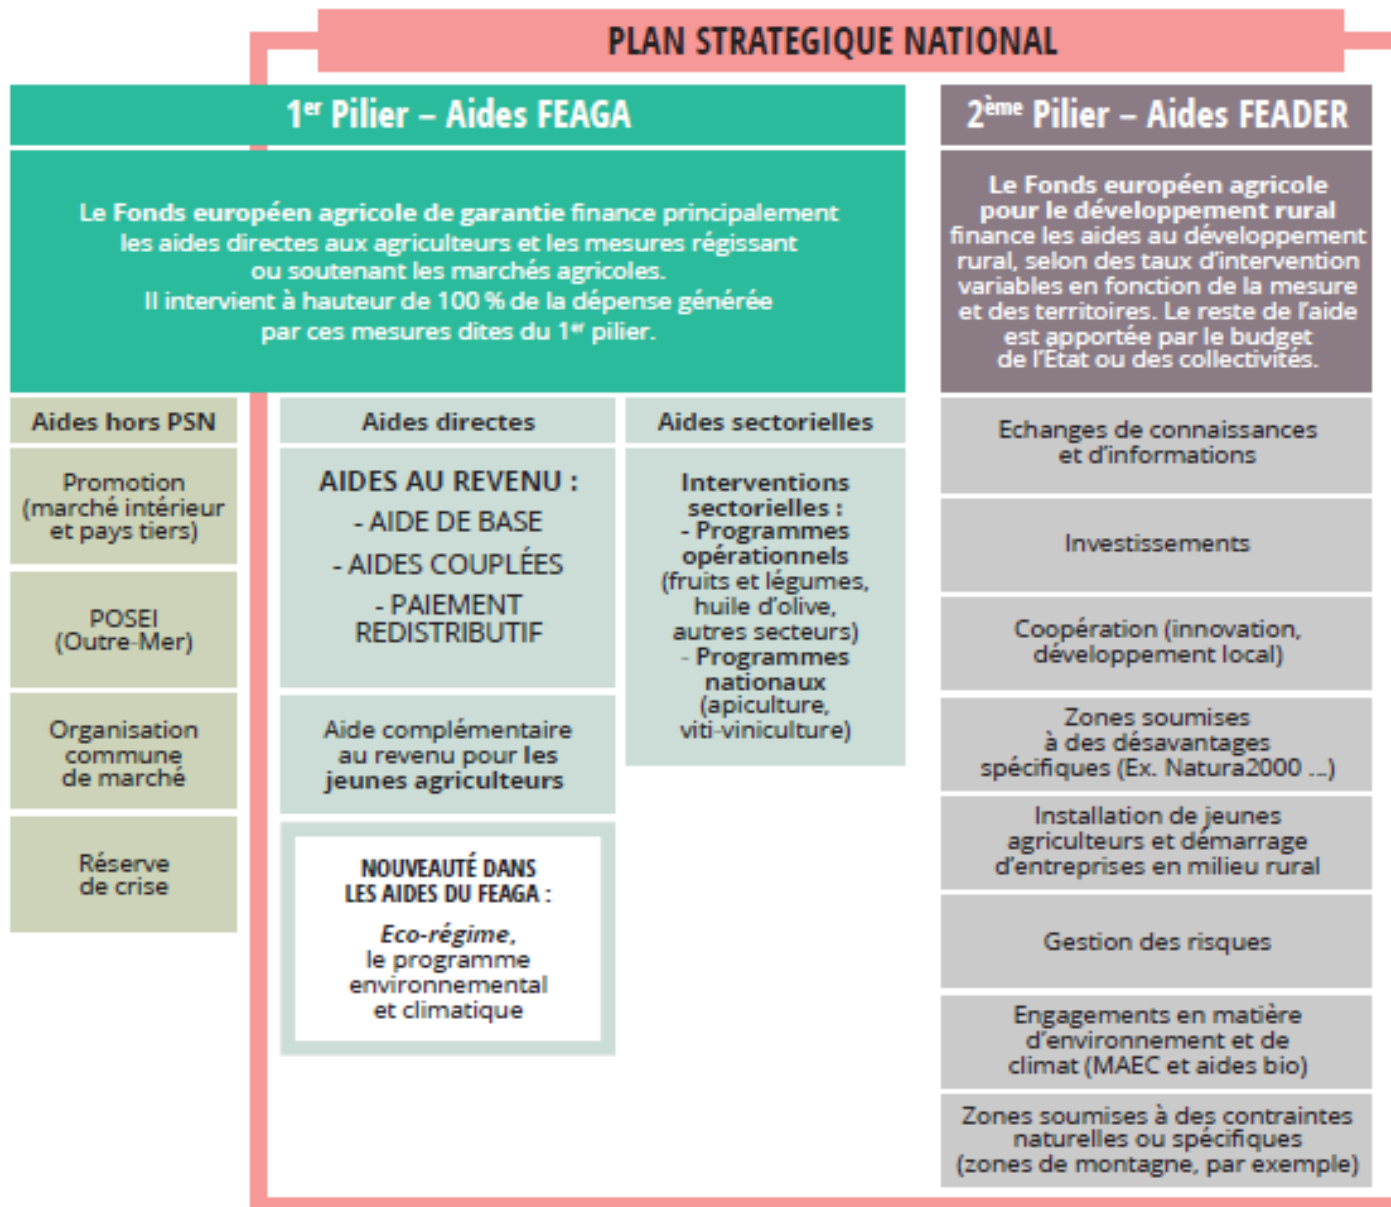 PLAN STRATEGIQUE NATIONAL
1er Pilier – Aides FEAGA
Le Fonds européen agricole de garantie finance principalement
les aides directes aux agriculteurs et les mesures régissant
ou soutenant les marchés agricoles.
Il intervient à hauteur de 100 % de la dépense générée
par ces mesures dites du 1er pilier.
Aides hors PSN
Promotion
(marché intérieur
et pays tiers)
POSEI
(Outre-Mer)
Organisation
commune
de marché
Réserve
de crise
Aides directes
AIDES AU REVENU :
- AIDE DE BASE
- AIDES COUPLÉES
- PAIEMENT
REDISTRIBUTIF
Aide complémentaire
au revenu pour les
jeunes agriculteurs
NOUVEAUTÉ DANS
LES AIDES DU FEAGA :
Eco-régime,
le programme
environnemental
et climatique
Aides sectorielles
Interventions
sectorielles :
- Programmes
opérationnels
(fruits et légumes,
huile d’olive,
autres secteurs)
- Programmes
nationaux
(apiculture,
viti-viniculture)
2ème Pilier – Aides FEADER
Le Fonds européen agricole
pour le développement rural
finance les aides au développement
rural, selon des taux d’intervention
variables en fonction de la mesure
et des territoires. Le reste de l’aide
est apportée par le budget
de l’État ou des collectivités.
Echanges de connaissances
et d’informations
Investissements
Coopération (innovation,
développement local)
Zones soumises
à des désavantages
spécifiques (Ex. Natura2000 ...)
Installation de jeunes
agriculteurs et démarrage
d’entreprises en milieu rural
Gestion des risques
Engagements en matière
d’environnement et de
climat (MAEC et aides bio)
Zones soumises à des contraintes
naturelles ou spécifiques
(zones de montagne, par exemple)